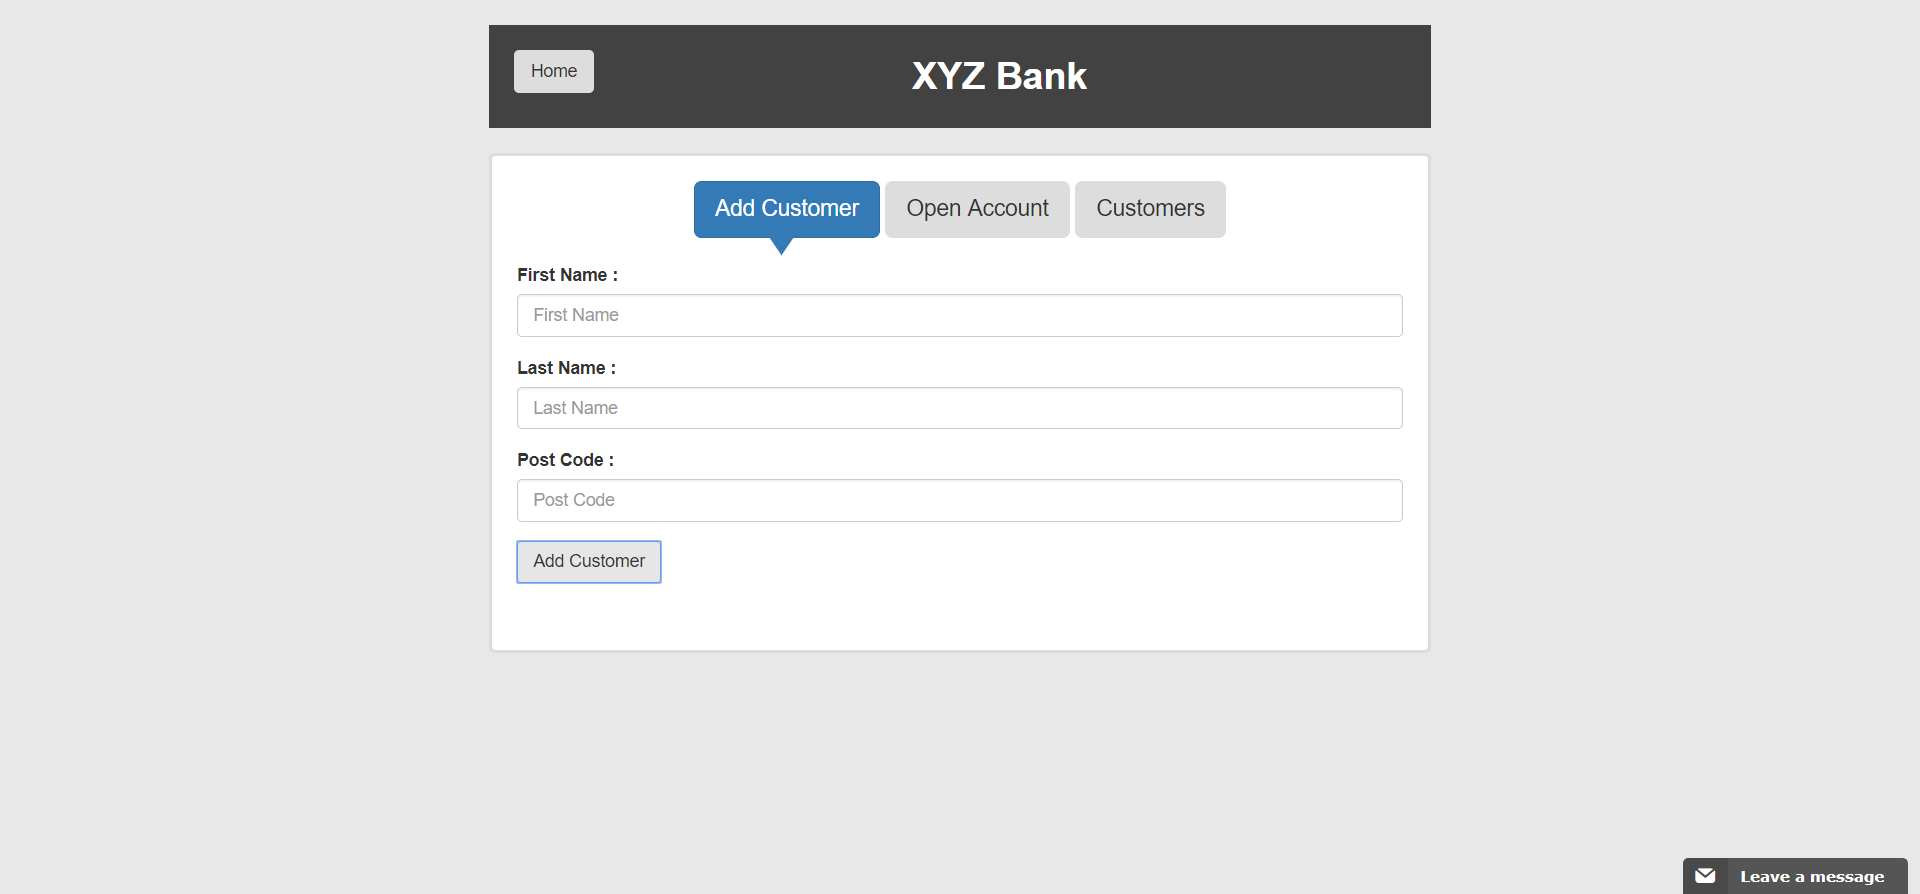 Home
XYZ Bank
Add Customer
Open Account
Customers
First Name :
First Name
Last Name :
Last Name
Post Code :
Post Code
Add Customer
Leave a message